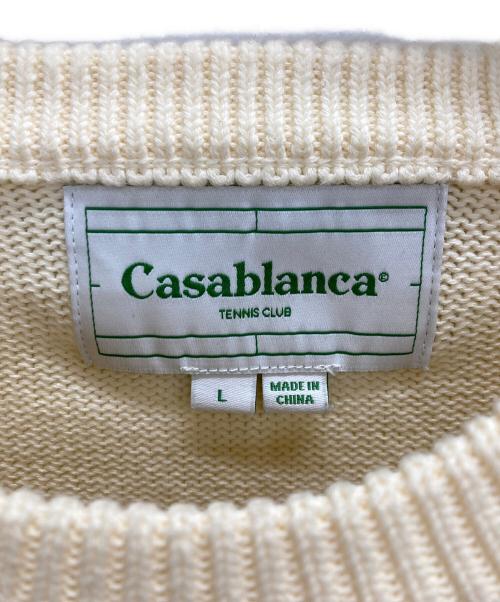 Casablanca©
TENNIS CLUB
L
MADE IN
CHINA